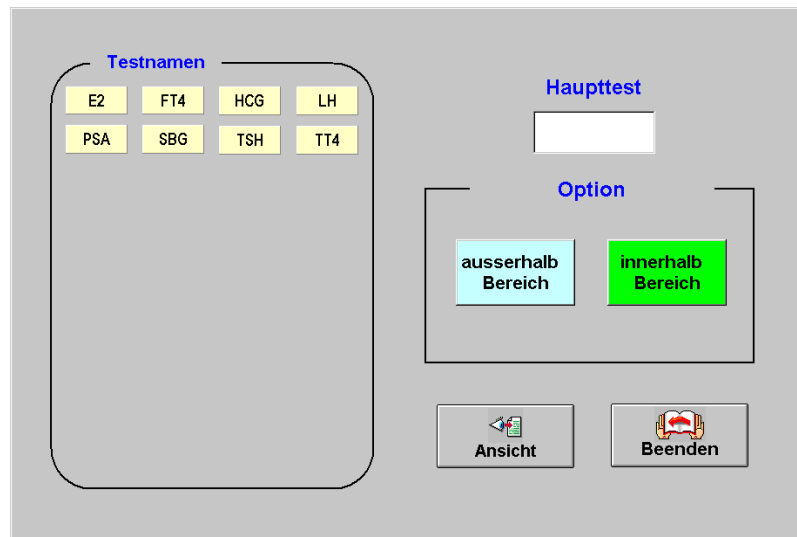 Testnamen
E2 FT4 HCG LH
PSA SBG TSH TT4
Haupttest
Option
ausserhalb
Bereich
innerhalb
Bereich
Ansicht
Beenden